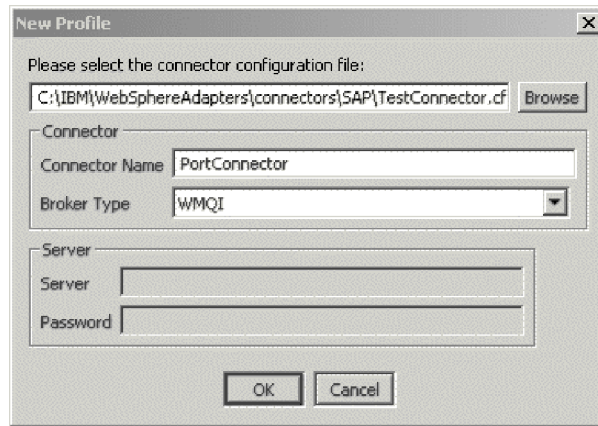 New Profile
Please select the connector configuration file:
C:\IBM\WebSphereAdapters\connectors\SAP\TestConnector.cf Browse
Connector
Connector Name PortConnector
Broker Type WMQI
Server
Server
Password
OK Cancel